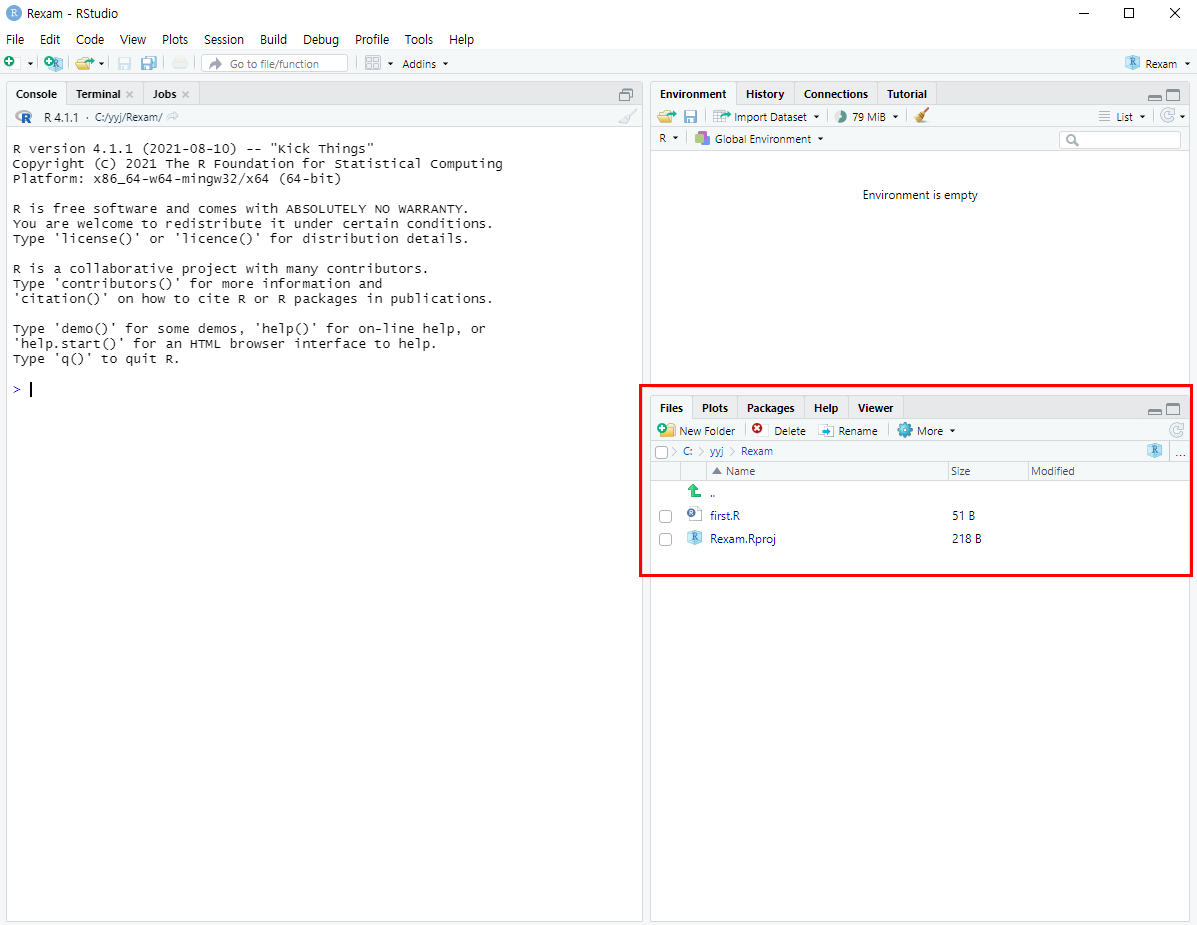 Rexam - RStudio
File Edit Code View Plots Session Build Debug Profile Tools Help
Go to file/function Addins Rexam
Console Terminal Jobs
R 4.1.1 · C:/yyj/Rexam/
R version 4.1.1 (2021-08-10) -- "Kick Things"
Copyright (C) 2021 The R Foundation for Statistical Computing
Platform: x86_64-w64-mingw32/x64 (64-bit)
R is free software and comes with ABSOLUTELY NO WARRANTY.
You are welcome to redistribute it under certain conditions.
Type 'license()' or 'licence()' for distribution details.
R is a collaborative project with many contributors.
Type 'contributors()' for more information and
'citation()' on how to cite R or R packages in publications.
Type 'demo()' for some demos, 'help()' for on-line help, or
'help.start()' for an HTML browser interface to help.
Type 'q()' to quit R.
>
Environment History Connections Tutorial
Import Dataset 79 MiB List
R Global Environment
Environment is empty
Files Plots Packages Help Viewer
New Folder Delete Rename More
C: yyj Rexam ...
Name Size Modified
..
first.R 51 B
Rexam.Rproj 218 B